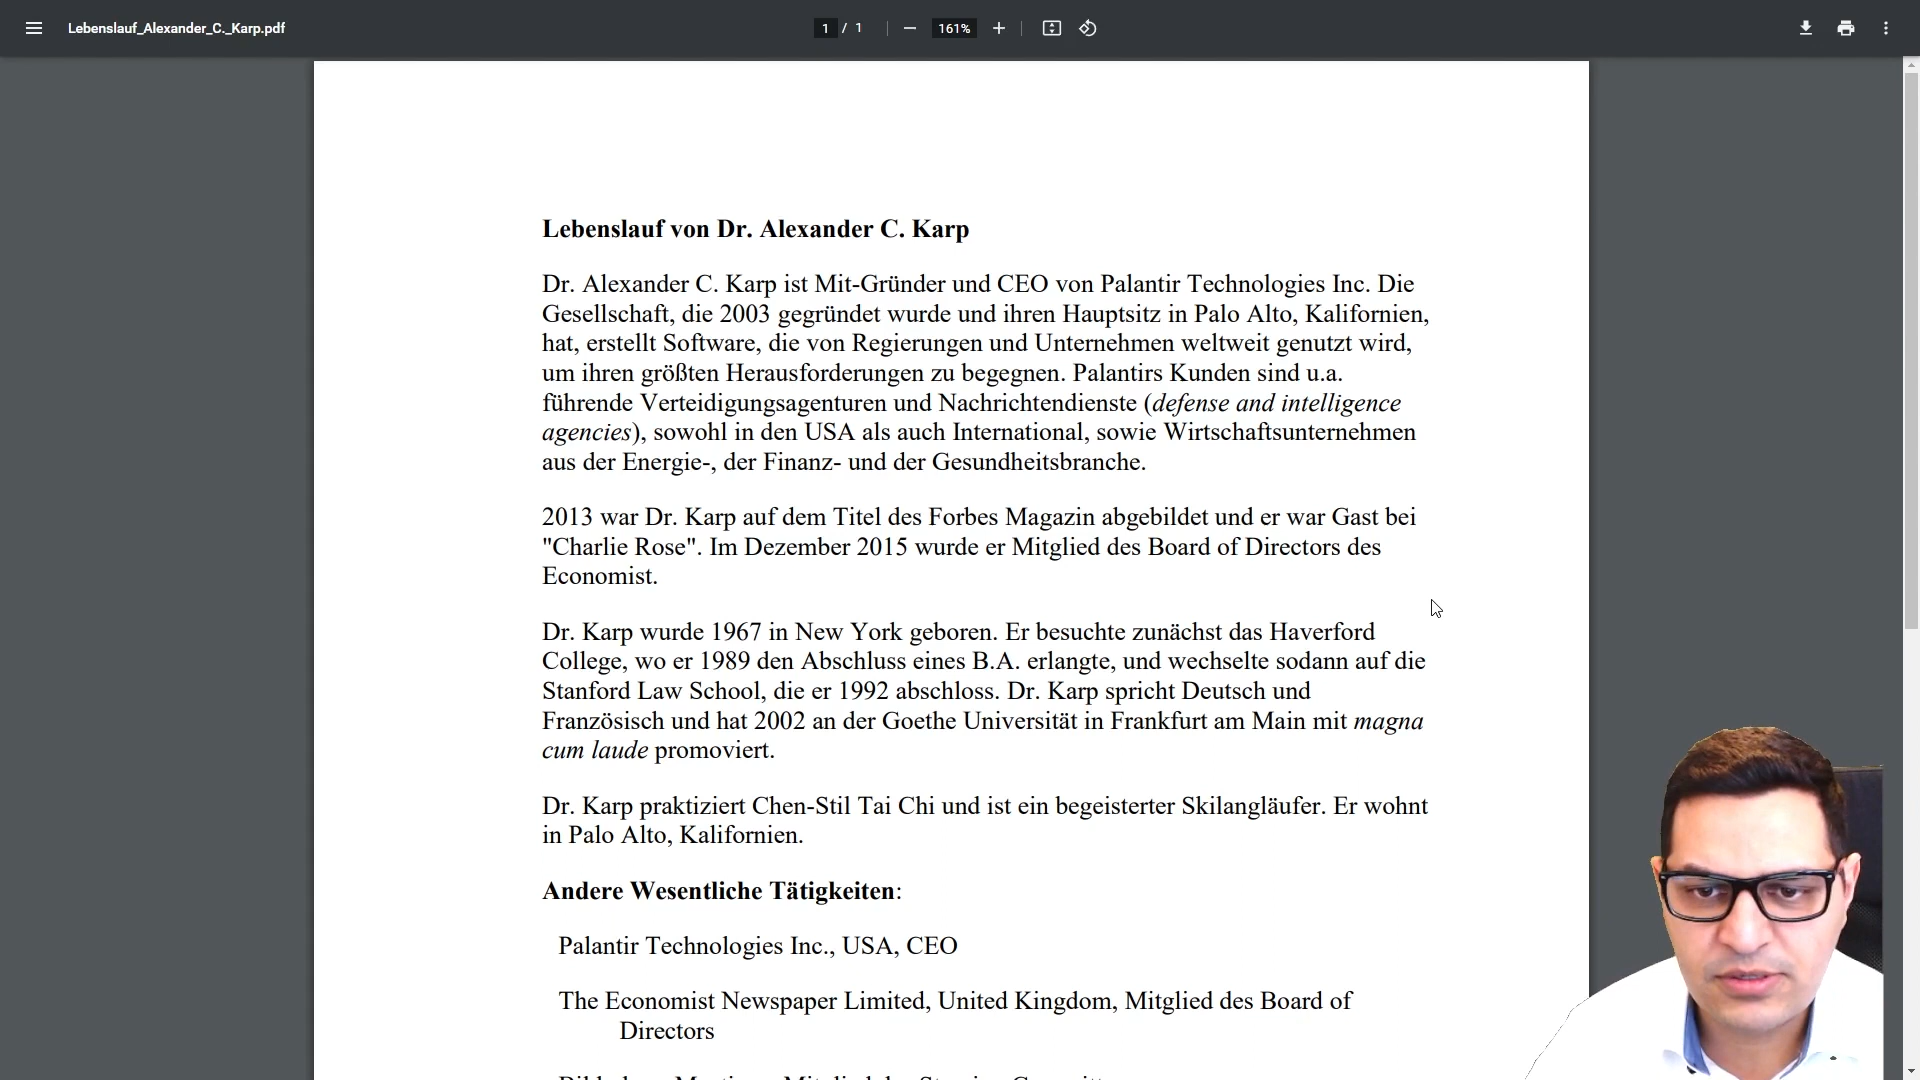 Lebenslauf_Alexander_C._Karp.pdf
1 / 1
161%
Lebenslauf von Dr. Alexander C. Karp
Dr. Alexander C. Karp ist Mit-Gründer und CEO von Palantir Technologies Inc. Die
Gesellschaft, die 2003 gegründet wurde und ihren Hauptsitz in Palo Alto, Kalifornien,
hat, erstellt Software, die von Regierungen und Unternehmen weltweit genutzt wird,
um ihren größten Herausforderungen zu begegnen. Palantirs Kunden sind u.a.
führende Verteidigungsagenturen und Nachrichtendienste (defense and intelligence
agencies), sowohl in den USA als auch International, sowie Wirtschaftsunternehmen
aus der Energie-, der Finanz- und der Gesundheitsbranche.
2013 war Dr. Karp auf dem Titel des Forbes Magazin abgebildet und er war Gast bei
"Charlie Rose". Im Dezember 2015 wurde er Mitglied des Board of Directors des
Economist.
Dr. Karp wurde 1967 in New York geboren. Er besuchte zunächst das Haverford
College, wo er 1989 den Abschluss eines B.A. erlangte, und wechselte sodann auf die
Stanford Law School, die er 1992 abschloss. Dr. Karp spricht Deutsch und
Französisch und hat 2002 an der Goethe Universität in Frankfurt am Main mit magna
cum laude promoviert.
Dr. Karp praktiziert Chen-Stil Tai Chi und ist ein begeisterter Skilangläufer. Er wohnt
in Palo Alto, Kalifornien.
Andere Wesentliche Tätigkeiten:
Palantir Technologies Inc., USA, CEO
The Economist Newspaper Limited, United Kingdom, Mitglied des Board of
Directors